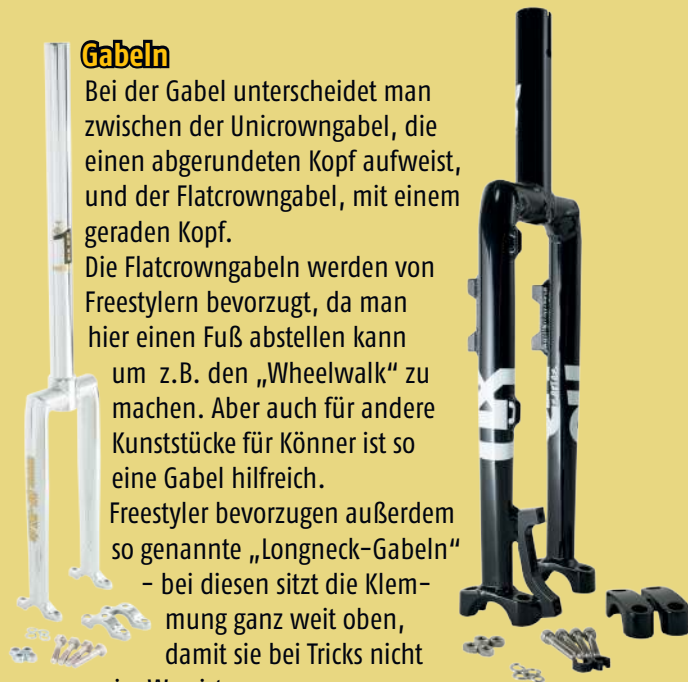 Gabeln
Bei der Gabel unterscheidet man
zwischen der Unicrowngabel, die
einen abgerundeten Kopf aufweist,
und der Flatcrowngabel, mit einem
geraden Kopf.
Die Flatcrowngabeln werden von
Freestylern bevorzugt, da man
hier einen Fuß abstellen kann
um z.B. den „Wheelwalk“ zu
machen. Aber auch für andere
Kunststücke für Könner ist so
eine Gabel hilfreich.
Freestyler bevorzugen außerdem
so genannte „Longneck-Gabeln“
- bei diesen sitzt die Klem-
mung ganz weit oben,
damit sie bei Tricks nicht